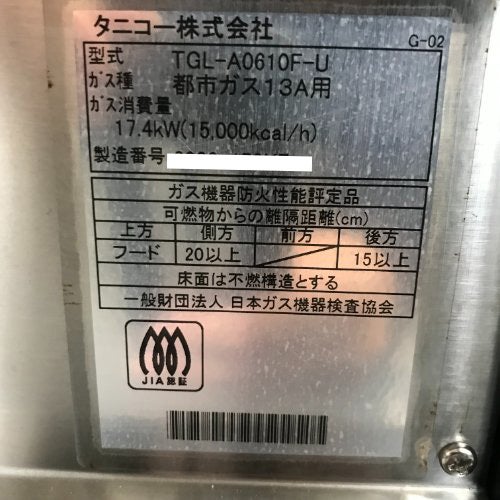 タニコー株式会社
G-02
型式 TGL-A0610F-U
ガス種 都市ガス13A用
ガス消費量
17.4kW(15,000kcal/h)
製造番号
ガス機器防火性能評定品
可燃物からの離隔距離(cm)
上方 側方 前方 後方
フード 20以上 15以上
床面は不燃構造とする
一般財団法人 日本ガス機器検査協会
JIA認証